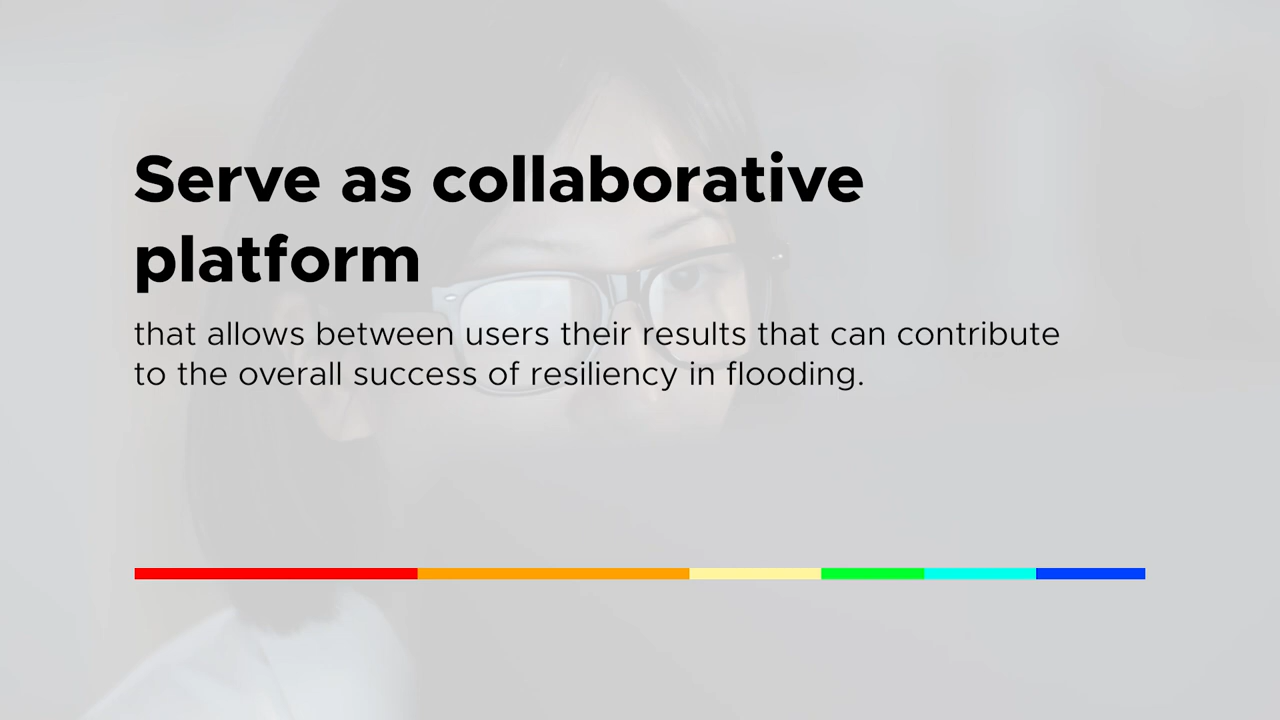 Serve as collaborative
platform
that allows between users their results that can contribute
to the overall success of resiliency in flooding.